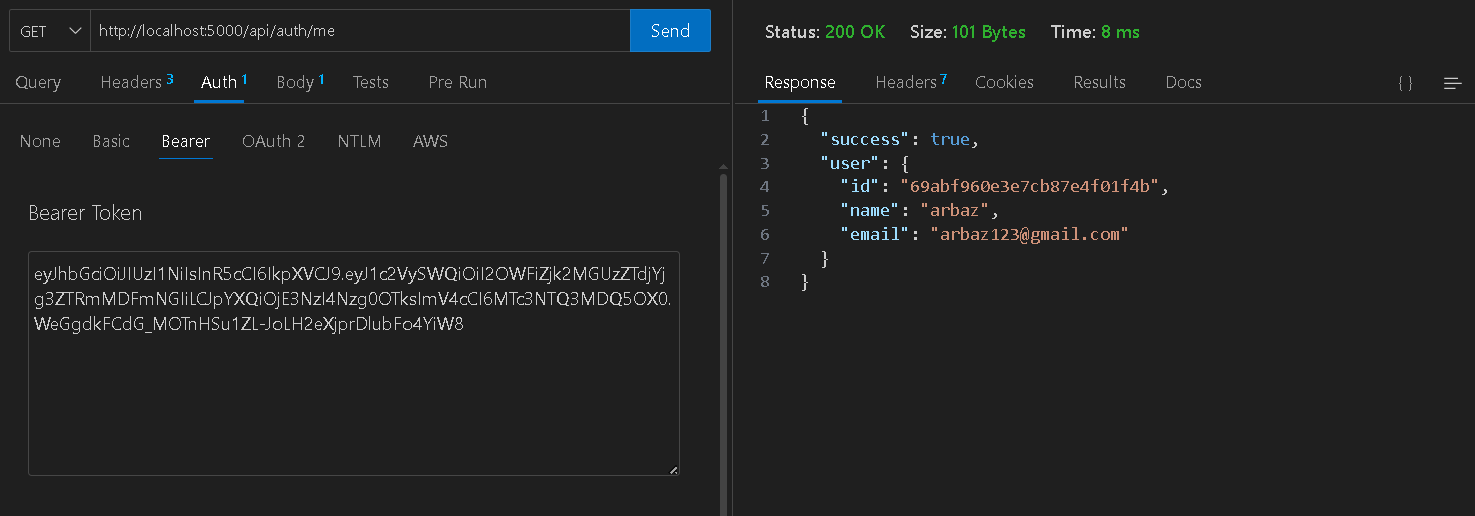 GET http://localhost:5000/api/auth/me Send
Query Headers 3 Auth 1 Body 1 Tests Pre Run
None Basic Bearer OAuth 2 NTLM AWS
Bearer Token
eyJhbGciOiJIUzI1NiIsInR5cCI6IkpXVCJ9.eyJ1c2VySWQiOiI2OWFiZjk2MGUzZTdjYj
g3ZTRmMDFmNGIiLCJpYXQiOjE3NzI4Nzg0OTksImV4cCI6MTc3NTQ3MDQ5OX0.
WeGgdkFCdG_MOTnHSu1ZL-JoLH2eXjprDlubFo4YiW8
Status: 200 OK Size: 101 Bytes Time: 8 ms
Response Headers 7 Cookies Results Docs { }
1 {
2 "success": true,
3 "user": {
4 "id": "69abf960e3e7cb87e4f01f4b",
5 "name": "arbaz",
6 "email": "arbaz123@gmail.com"
7 }
8 }